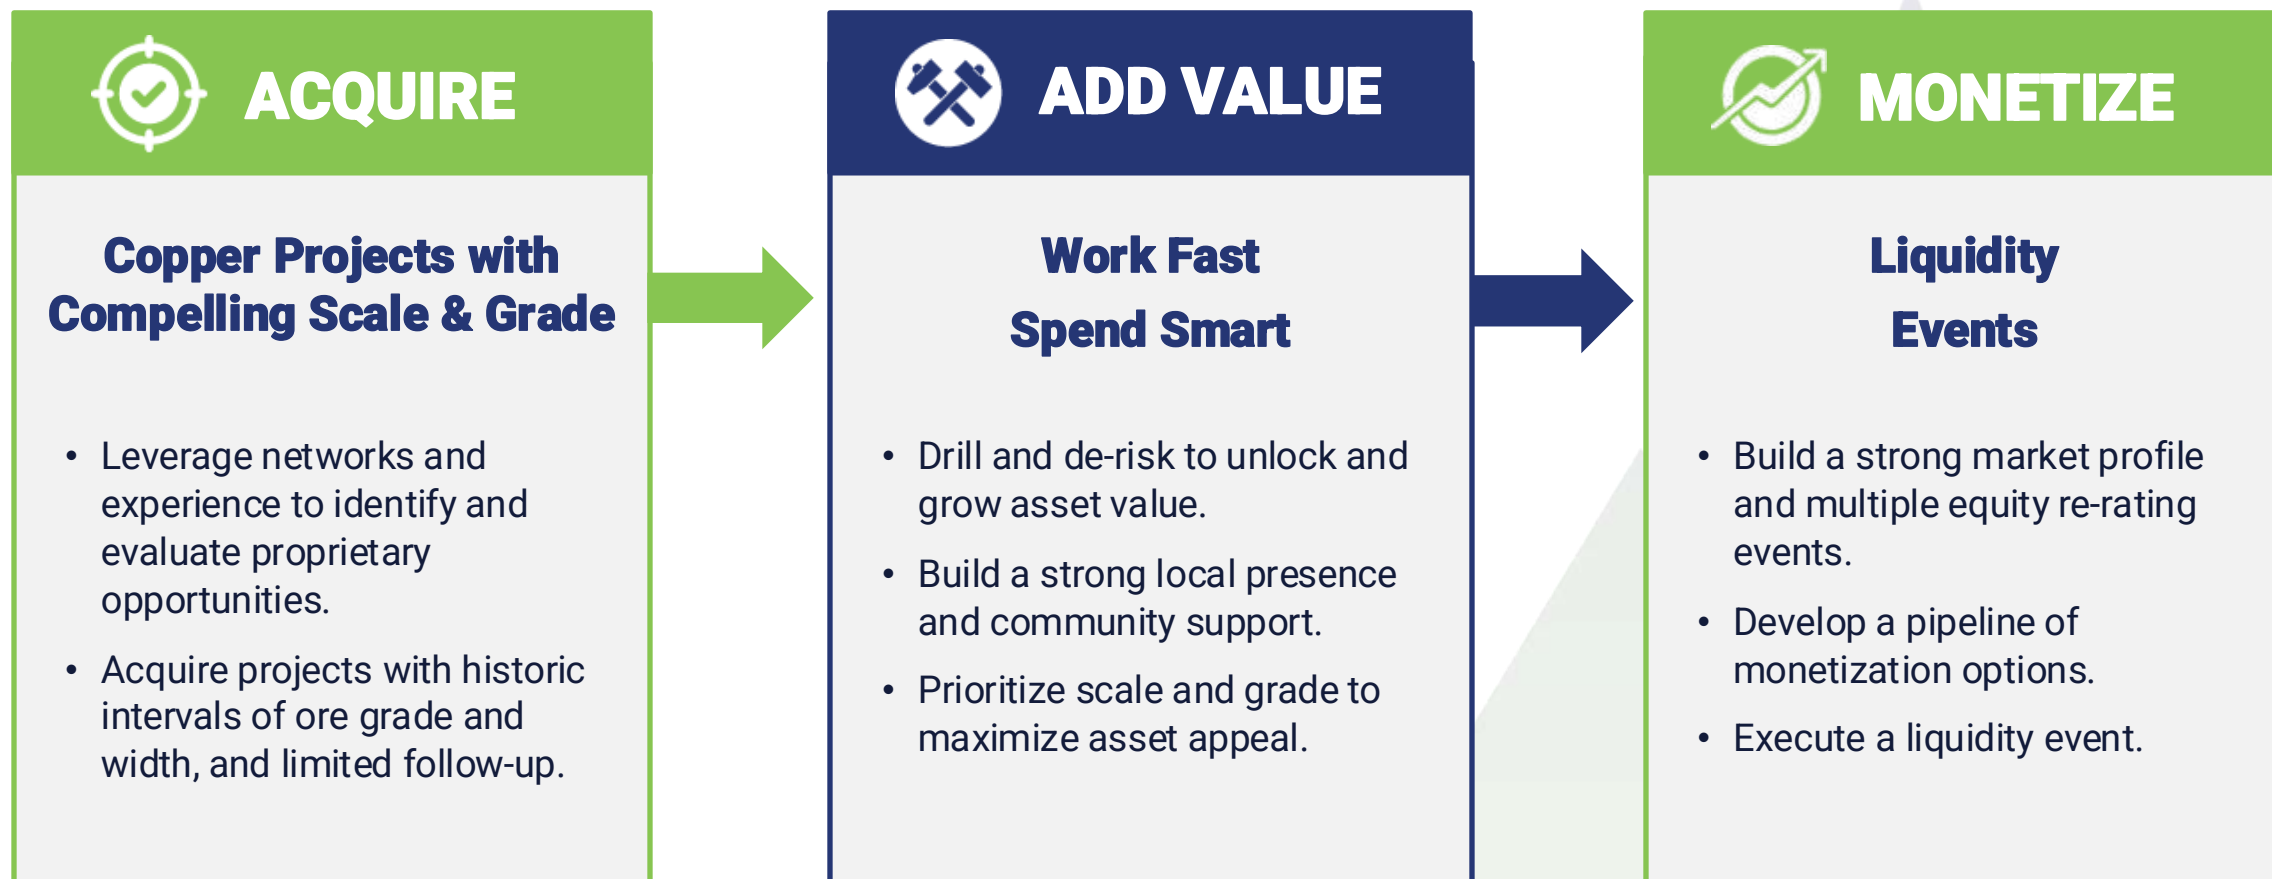 ACQUIRE
Copper Projects with
Compelling Scale & Grade
• Leverage networks and
experience to identify and
evaluate proprietary
opportunities.
• Acquire projects with historic
intervals of ore grade and
width, and limited follow-up.
ADD VALUE
Work Fast
Spend Smart
• Drill and de-risk to unlock and
grow asset value.
• Build a strong local presence
and community support.
• Prioritize scale and grade to
maximize asset appeal.
MONETIZE
Liquidity
Events
• Build a strong market profile
and multiple equity re-rating
events.
• Develop a pipeline of
monetization options.
• Execute a liquidity event.